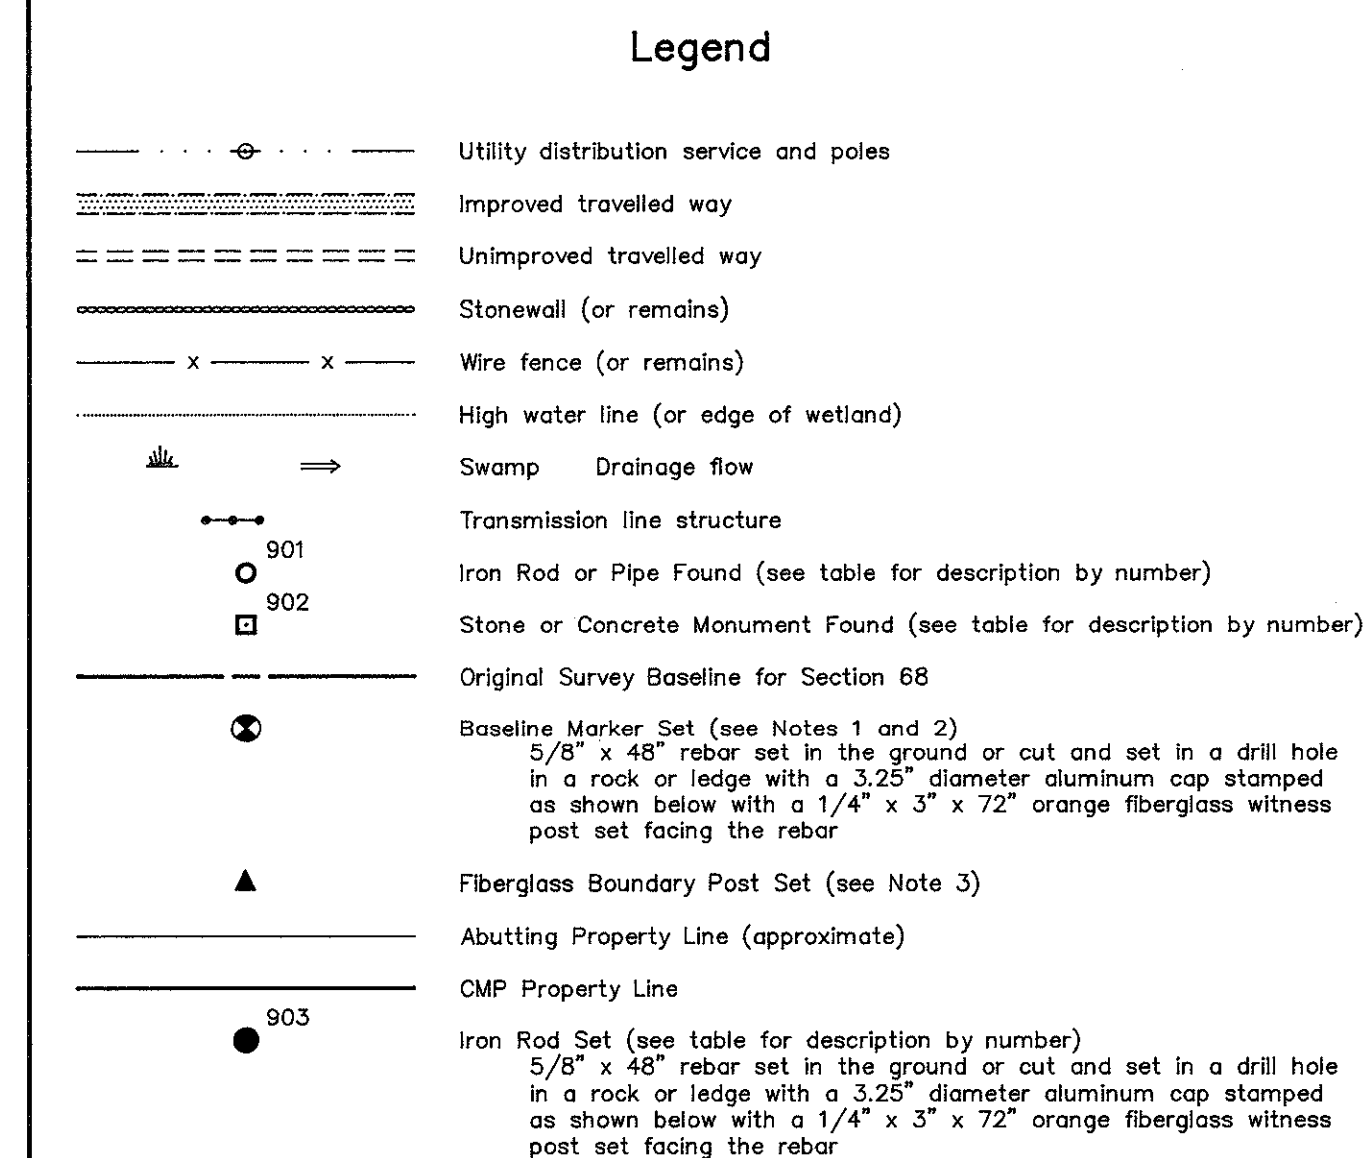 Legend
Utility distribution service and poles
Improved travelled way
Unimproved travelled way
Stonewall (or remains)
x x Wire fence (or remains)
High water line (or edge of wetland)
Swamp Drainage flow
Transmission line structure
901
Iron Rod or Pipe Found (see table for description by number)
902
Stone or Concrete Monument Found (see table for description by number)
Original Survey Baseline for Section 68
Baseline Marker Set (see Notes 1 and 2)
5/8" x 48" rebar set in the ground or cut and set in a drill hole
in a rock or ledge with a 3.25" diameter aluminum cap stamped
as shown below with a 1/4" x 3" x 72" orange fiberglass witness
post set facing the rebar
Fiberglass Boundary Post Set (see Note 3)
Abutting Property Line (approximate)
CMP Property Line
903
Iron Rod Set (see table for description by number)
5/8" x 48" rebar set in the ground or cut and set in a drill hole
in a rock or ledge with a 3.25" diameter aluminum cap stamped
as shown below with a 1/4" x 3" x 72" orange fiberglass witness
post set facing the rebar